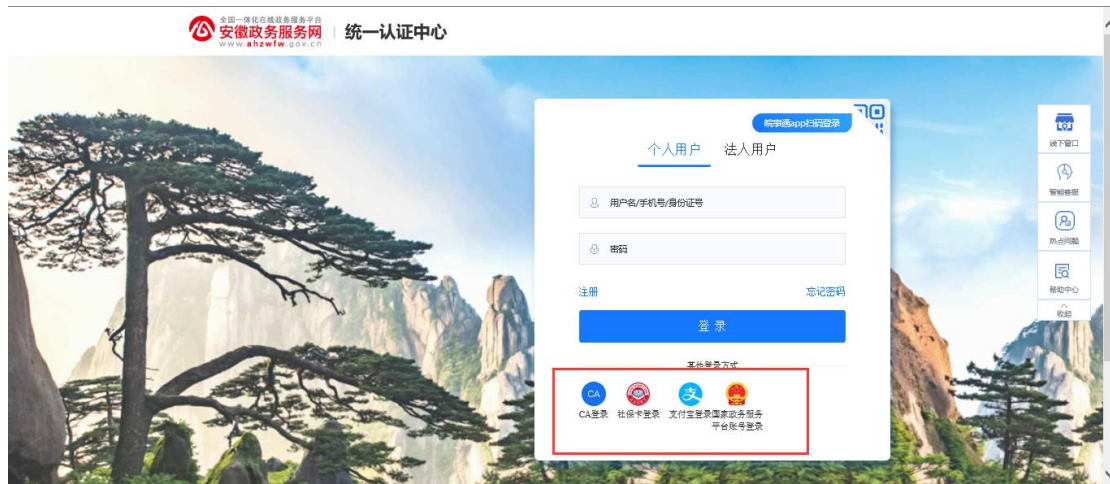 全国一体化在线政务服务平台
安徽政务服务网
www.ahzwfw.gov.cn
统一认证中心
皖事通app扫码登录
个人用户
法人用户
用户名/手机号/身份证号
密码
注册
忘记密码
登录
其他登录方式
CA
支
CA登录
社保卡登录
支付宝登录
国家政务服务
平台账号登录
线下窗口
智能客服
热点问题
帮助中心
收起